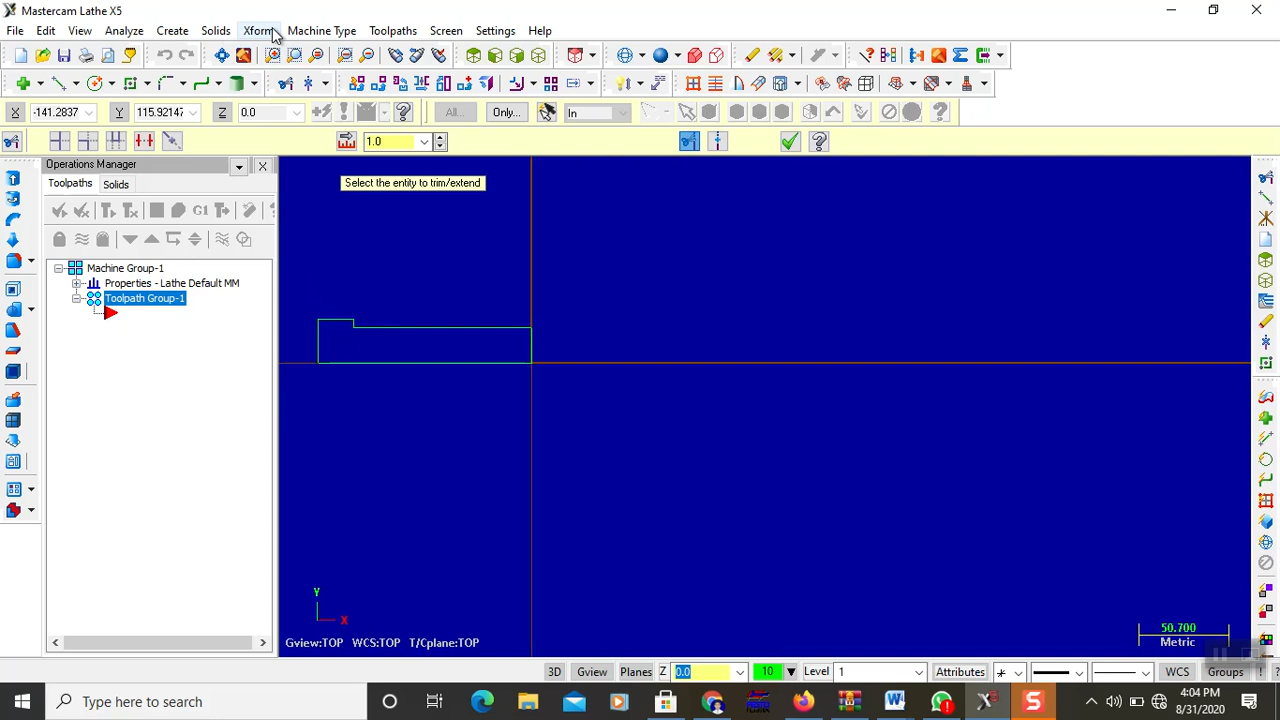 Mastercam Lathe X5
File Edit View Analyze Create Solids Xform Machine Type Toolpaths Screen Settings Help
X -141.2837 Y 115.92147 Z 0.0 All... Only... In
1.0
Operations Manager
Toolpaths Solids
Select the entity to trim/extend
G1
Machine Group-1
Properties - Lathe Default MM
Toolpath Group-1
Y
X
Gview:TOP WCS:TOP T/Cplane:TOP
50.700
Metric
3D Gview Planes Z 0.0 10 Level 1 Attributes WCS Groups
Type here to search
4:04 PM
8/31/2020